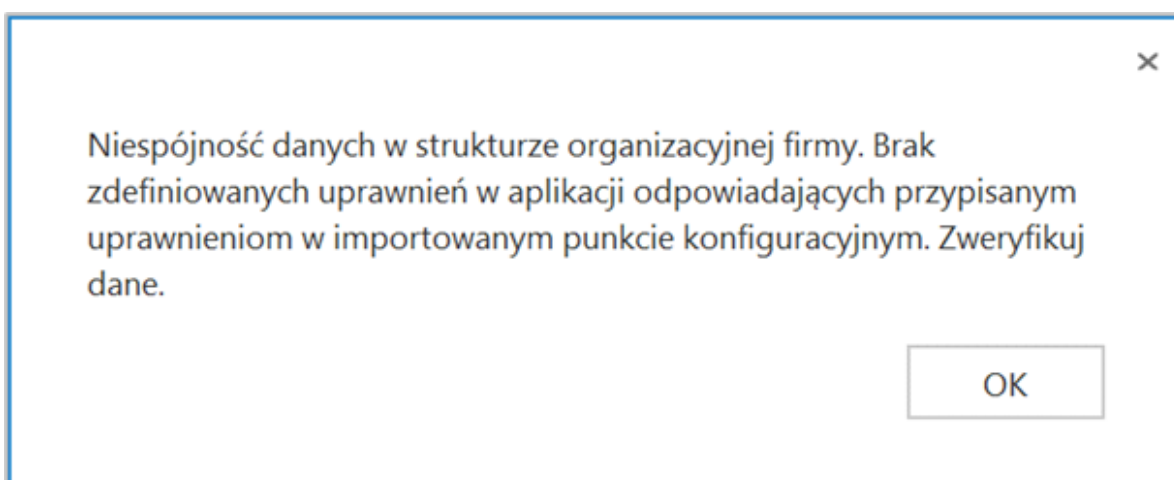 Niespójność danych w strukturze organizacyjnej firmy. Brak
zdefiniowanych uprawnień w aplikacji odpowiadających przypisanym
uprawnieniom w importowanym punkcie konfiguracyjnym. Zweryfikuj
dane.
OK